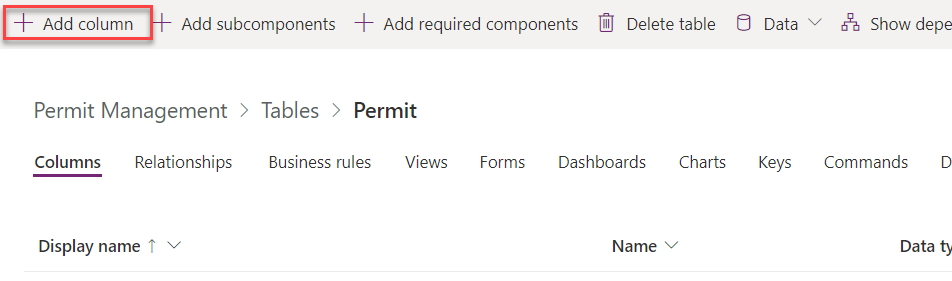 Add column Add subcomponents Add required components Delete table Data Show depe
Permit Management > Tables > Permit
Columns Relationships Business rules Views Forms Dashboards Charts Keys Commands D
Display name ↑ Name Data ty